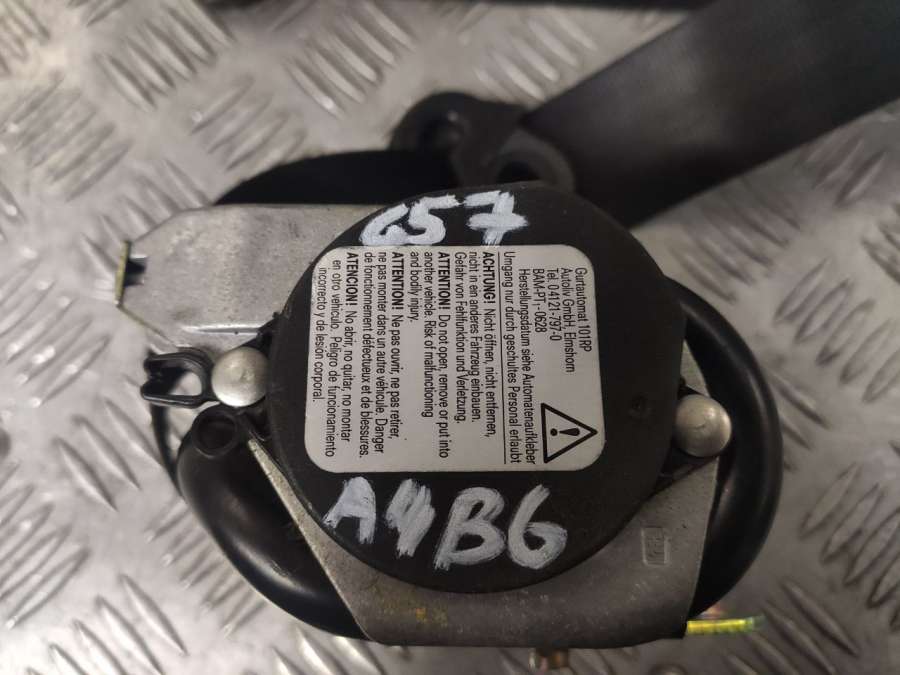 657
Gurtautomat 101RP
Autoliv GmbH, Elmshorn
Tel. 04121-797-0
BAM-PT1-0628
Herstellungsdatum siehe Automatenaufkleber
Umgang nur durch geschultes Personal erlaubt
ACHTUNG! Nicht öffnen, nicht entfernen,
nicht in ein anderes Fahrzeug einbauen.
Gefahr von Fehlfunktion und Verletzung.
ATTENTION! Do not open, remove or put into
another vehicle. Risk of malfunctioning
and bodily injury.
ATTENTION! Ne pas ouvrir, ne pas retirer,
ne pas monter dans un autre véhicule. Danger
de fonctionnement défectueux et de blessures.
ATENCION! No abrir, no quitar, no montar
en otro vehículo. Peligro de funcionamiento
incorrecto y de lesión corporal.
A4 B6